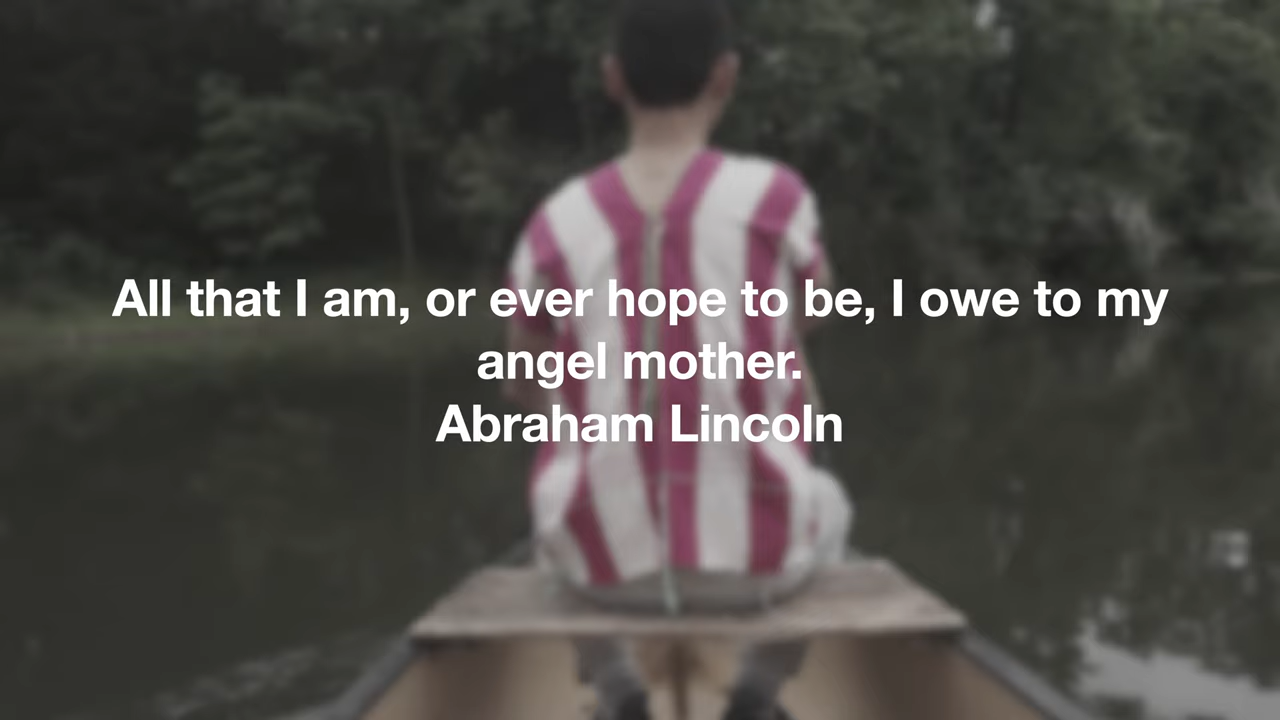 All that I am, or ever hope to be, I owe to my
angel mother.
Abraham Lincoln